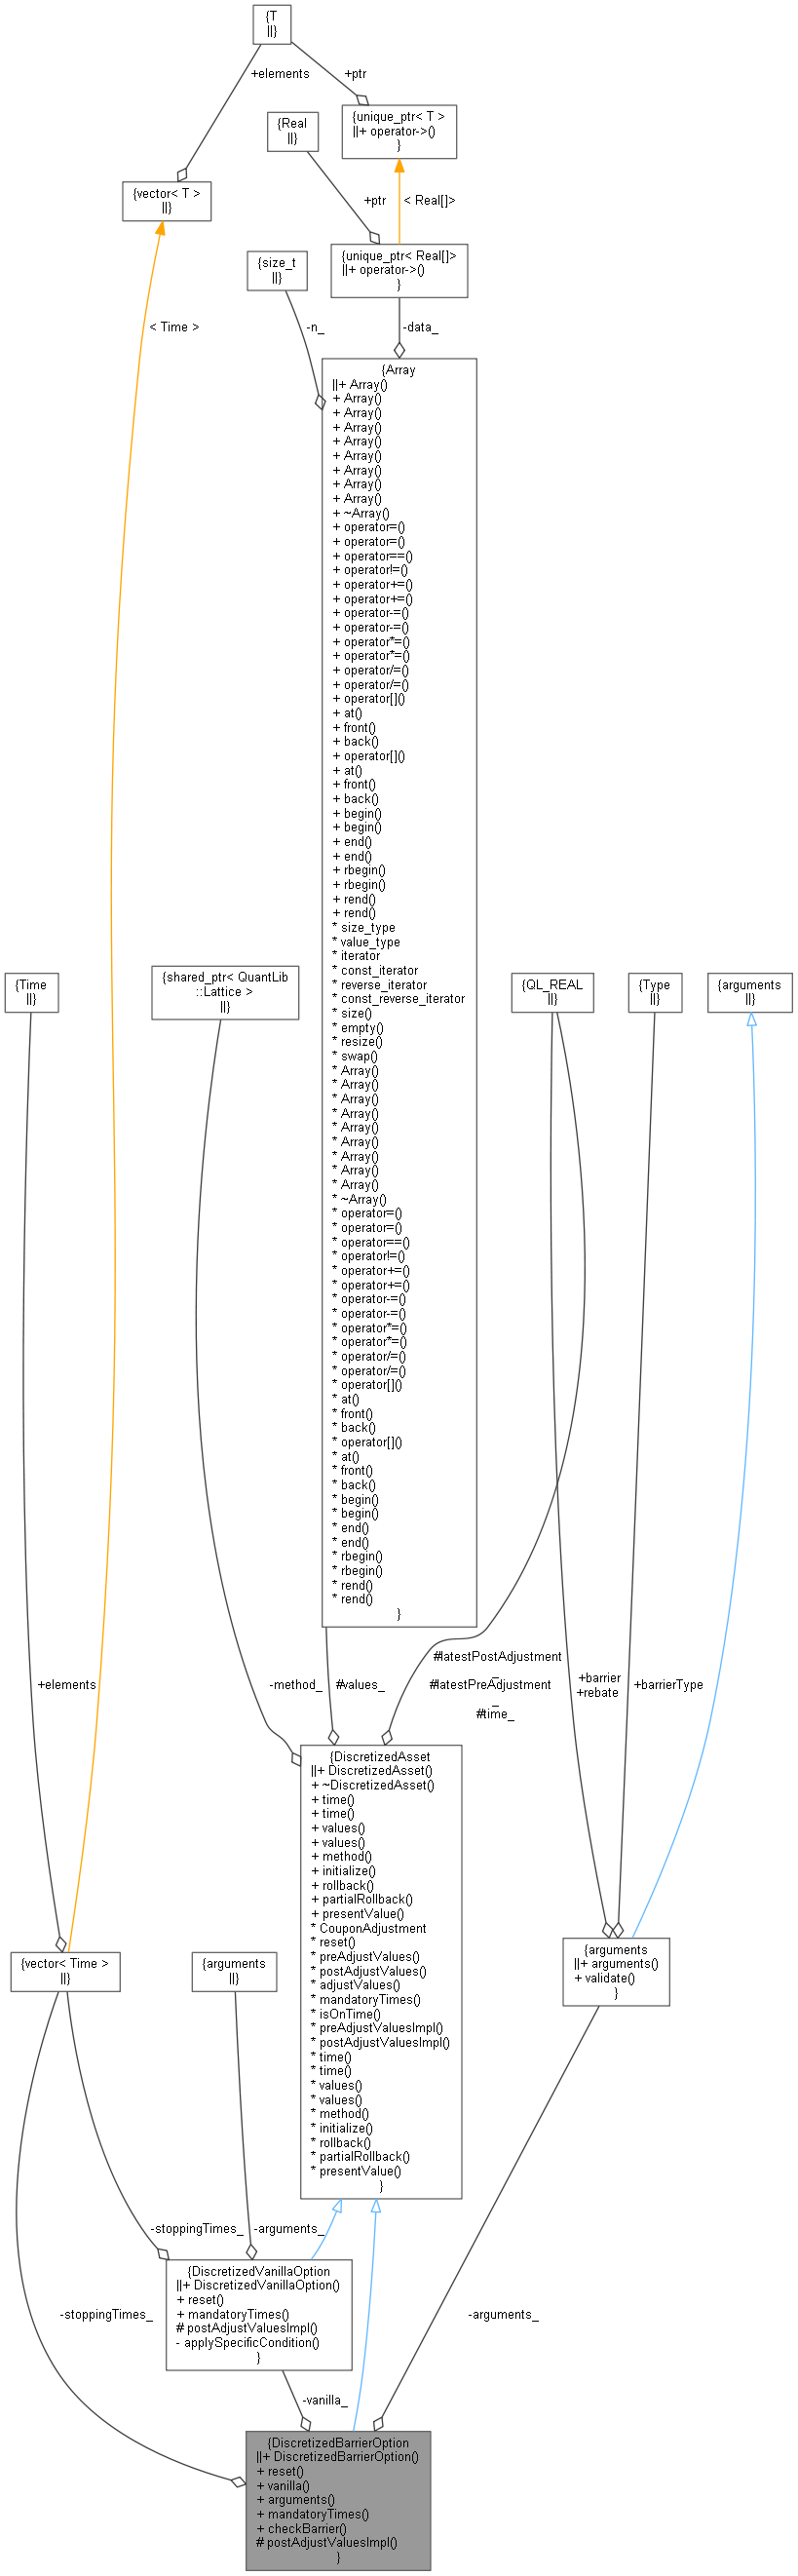 {T
||}
+elements
+ptr
{Real
||}
{unique_ptr< T >
||+ operator->()
}
{vector< T >
||}
+ptr
< Real[]>
{size_t
||}
{unique_ptr< Real[]>
||+ operator->()
}
< Time >
-n_
-data_
{Array
||+ Array()
+ Array()
+ Array()
+ Array()
+ Array()
+ Array()
+ Array()
+ Array()
+ Array()
+ ~Array()
+ operator=()
+ operator=()
+ operator==()
+ operator!=()
+ operator+=()
+ operator+=()
+ operator-=()
+ operator-=()
+ operator*=()
+ operator*=()
+ operator/=()
+ operator/=()
+ operator[]()
+ at()
+ front()
+ back()
+ operator[]()
+ at()
+ front()
+ back()
+ begin()
+ begin()
+ end()
+ end()
+ rbegin()
+ rbegin()
+ rend()
+ rend()
* size_type
* value_type
* iterator
* const_iterator
* reverse_iterator
* const_reverse_iterator
* size()
* empty()
* resize()
* swap()
* Array()
* Array()
* Array()
* Array()
* Array()
* Array()
* Array()
* Array()
* Array()
* ~Array()
* operator=()
* operator=()
* operator==()
* operator!=()
* operator+=()
* operator+=()
* operator-=()
* operator-=()
* operator*=()
* operator*=()
* operator/=()
* operator/=()
* operator[]()
* at()
* front()
* back()
* operator[]()
* at()
* front()
* back()
* begin()
* begin()
* end()
* end()
* rbegin()
* rbegin()
* rend()
* rend()
}
{Time
||}
{shared_ptr< QuantLib
::Lattice >
||}
{QL_REAL
||}
{Type
||}
{arguments
||}
+elements
-method_
#values_
#latestPostAdjustment
_
#latestPreAdjustment
_
#time_
+barrier
+rebate
+barrierType
{DiscretizedAsset
||+ DiscretizedAsset()
+ ~DiscretizedAsset()
+ time()
+ time()
+ values()
+ values()
+ method()
+ initialize()
+ rollback()
+ partialRollback()
+ presentValue()
* CouponAdjustment
* reset()
* preAdjustValues()
* postAdjustValues()
* adjustValues()
* mandatoryTimes()
* isOnTime()
* preAdjustValuesImpl()
* postAdjustValuesImpl()
* time()
* time()
* values()
* values()
* method()
* initialize()
* rollback()
* partialRollback()
* presentValue()
}
{vector< Time >
||}
{arguments
||}
{arguments
||+ arguments()
+ validate()
}
-stoppingTimes_
-arguments_
{DiscretizedVanillaOption
||+ DiscretizedVanillaOption()
+ reset()
+ mandatoryTimes()
# postAdjustValuesImpl()
- applySpecificCondition()
}
-stoppingTimes_
-arguments_
-vanilla_
{DiscretizedBarrierOption
||+ DiscretizedBarrierOption()
+ reset()
+ vanilla()
+ arguments()
+ mandatoryTimes()
+ checkBarrier()
# postAdjustValuesImpl()
}